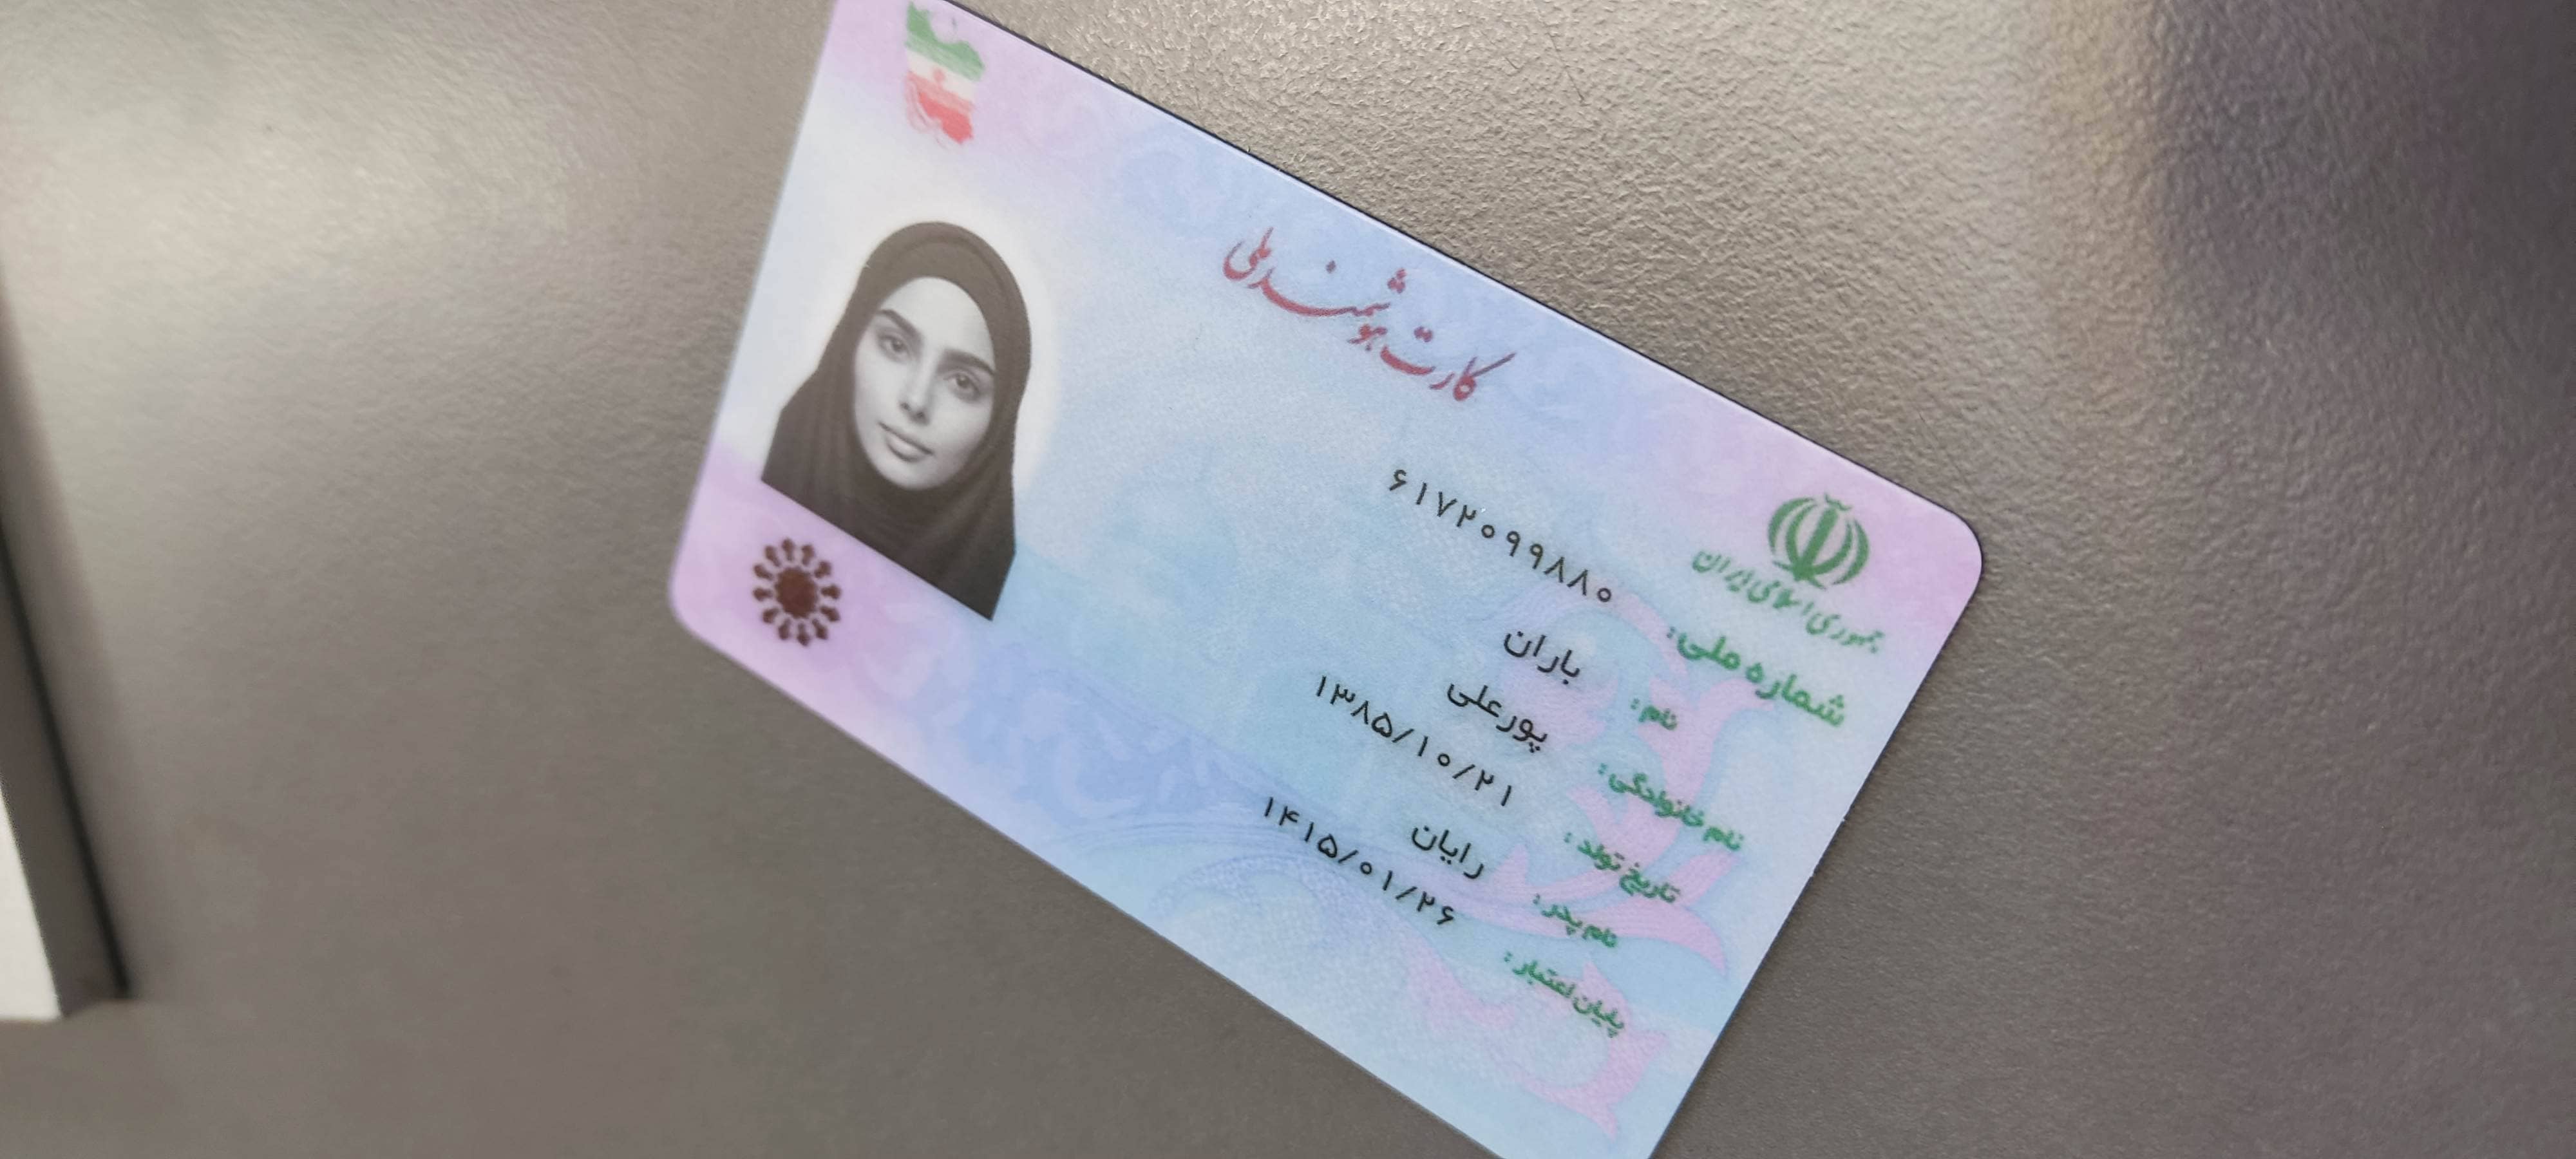 کارت هوشمند ملی
جمهوری اسلامی ایران
شماره ملی: ۶۱۷۲۰۹۹۸۸۰
نام: باران
نام خانوادگی: پورعلی
تاریخ تولد: ۱۳۸۵/۱۰/۲۱
نام پدر: رایان
پایان اعتبار: ۱۴۱۵/۰۱/۲۶